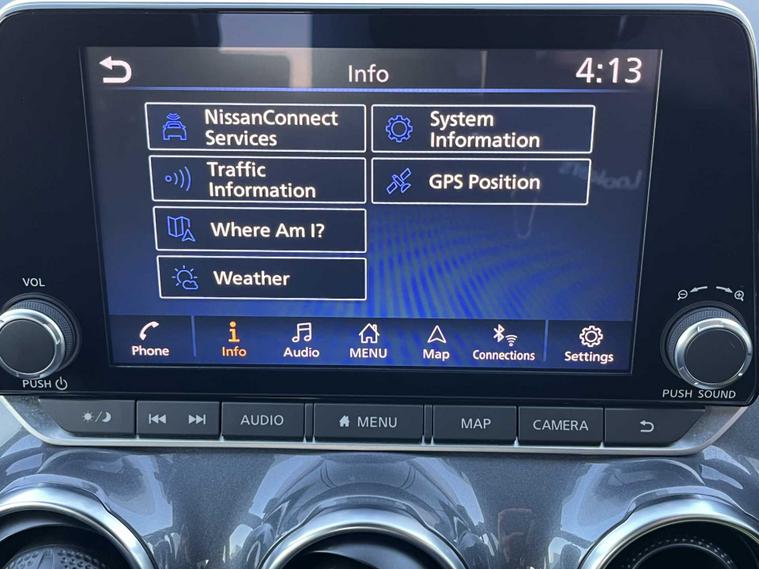 Info
4:13
NissanConnect
Services
System
Information
Traffic
Information
GPS Position
Where Am I?
Weather
VOL
PUSH
Phone
Info
Audio
MENU
Map
Connections
Settings
PUSH SOUND
AUDIO
MENU
MAP
CAMERA